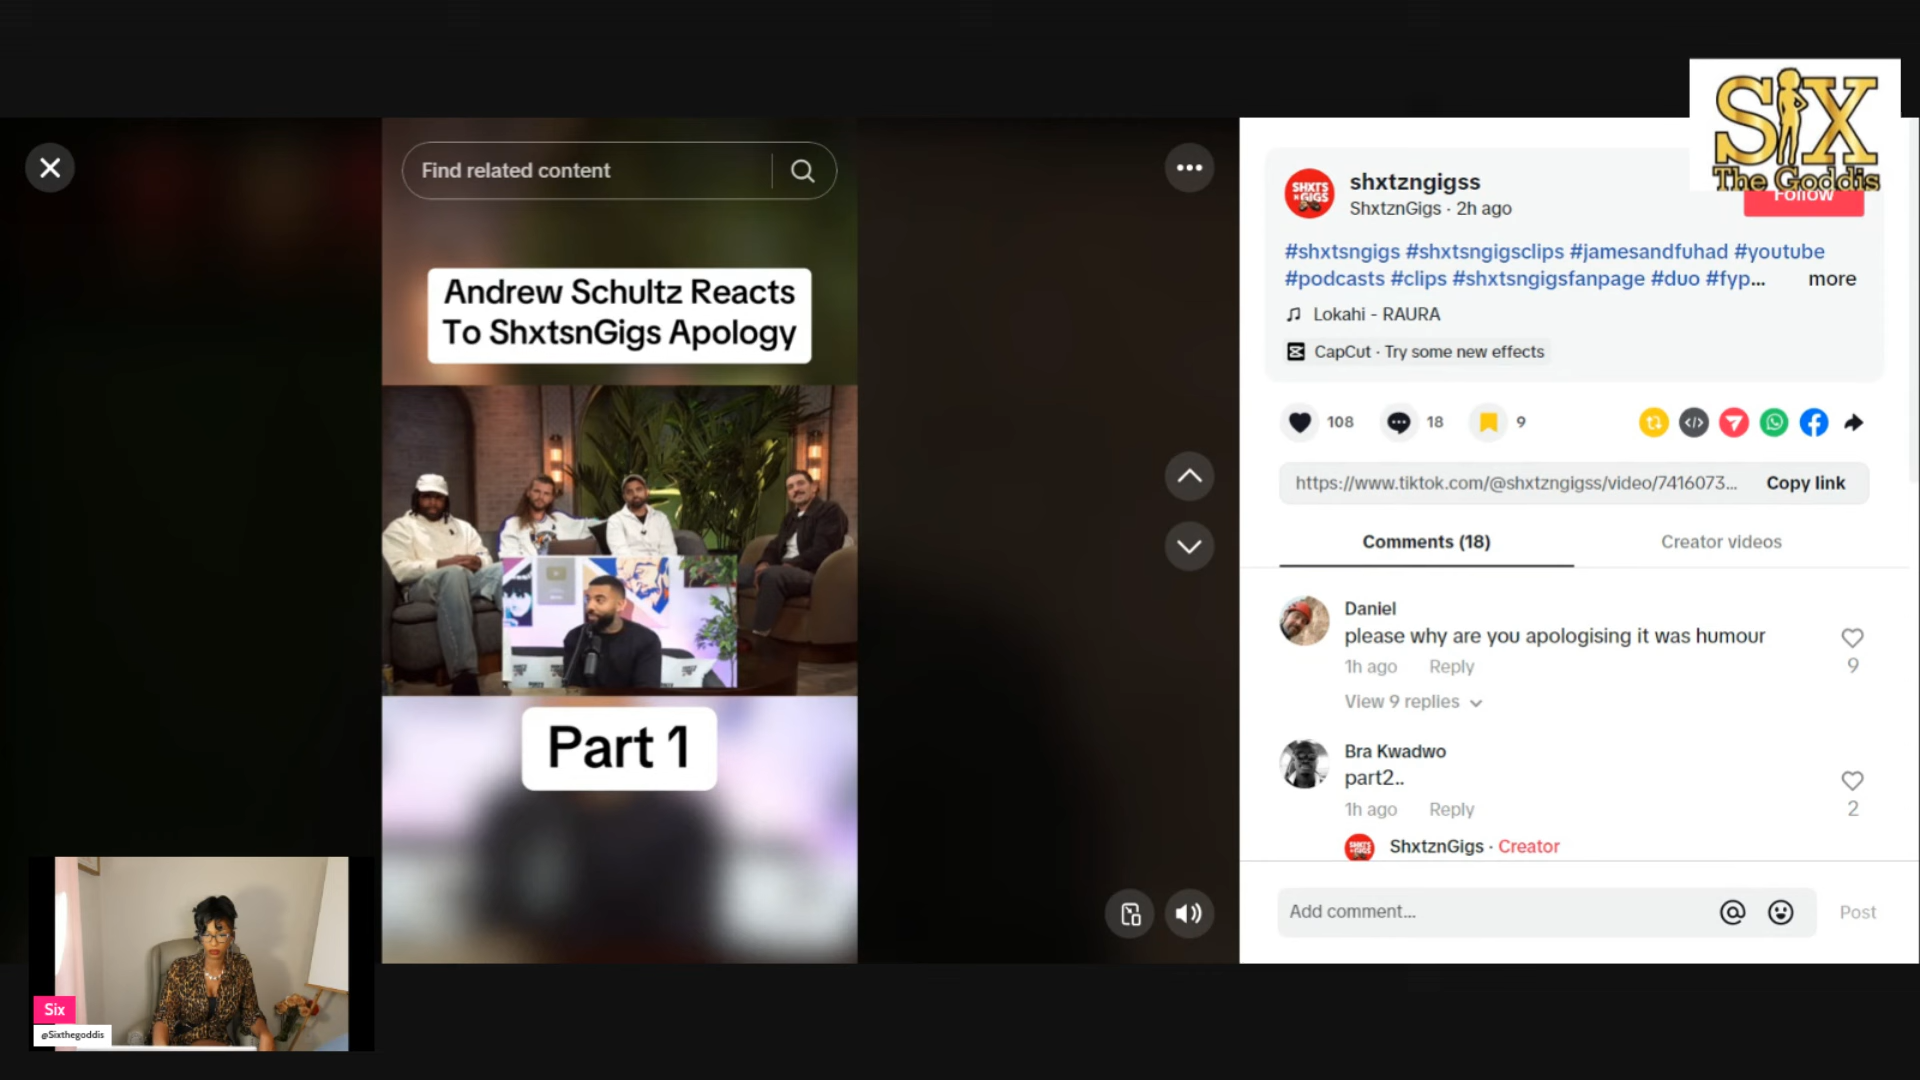 SIX
The Goddis
Find related content
Andrew Schultz Reacts
To ShxtsnGigs Apology
Part 1
Six
@Sixthegoddis
SHXTS
N GIGS
shxtzngigss
ShxtznGigs · 2h ago
Follow
#shxtsngigs #shxtsngigsclips #jamesandfuhad #youtube
#podcasts #clips #shxtsngigsfanpage #duo #fyp... more
Lokahi - RAURA
CapCut · Try some new effects
108 18 9
https://www.tiktok.com/@shxtzngigss/video/7416073... Copy link
Comments (18) Creator videos
Daniel
please why are you apologising it was humour
9
1h ago Reply
View 9 replies
Bra Kwadwo
part2..
2
1h ago Reply
ShxtznGigs · Creator
Add comment... Post